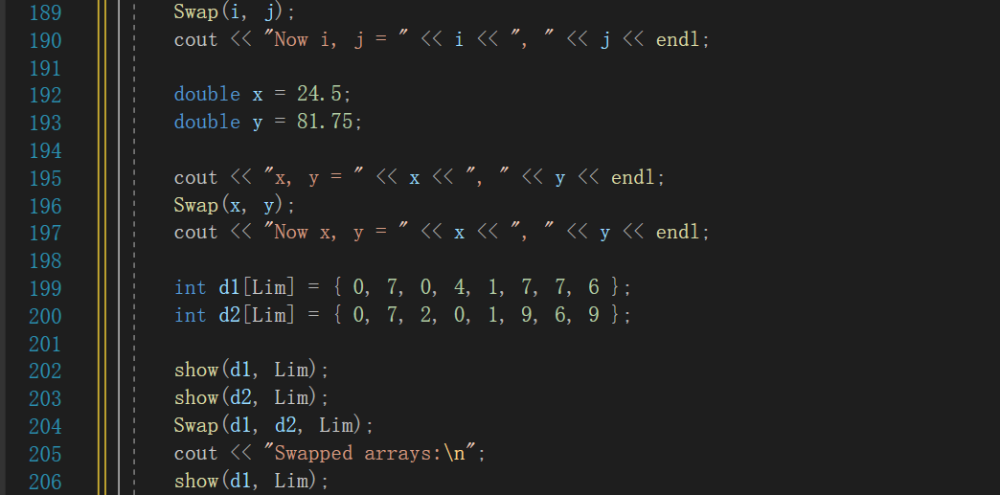 189 Swap(i, j);
190 cout << "Now i, j = " << i << ", " << j << endl;
191
192 double x = 24.5;
193 double y = 81.75;
194
195 cout << "x, y = " << x << ", " << y << endl;
196 Swap(x, y);
197 cout << "Now x, y = " << x << ", " << y << endl;
198
199 int d1[Lim] = { 0, 7, 0, 4, 1, 7, 7, 6 };
200 int d2[Lim] = { 0, 7, 2, 0, 1, 9, 6, 9 };
201
202 show(d1, Lim);
203 show(d2, Lim);
204 Swap(d1, d2, Lim);
205 cout << "Swapped arrays:\n";
206 show(d1, Lim);